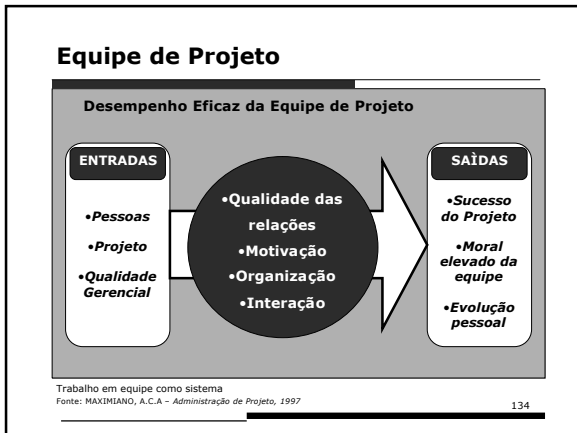 Equipe de Projeto
Desempenho Eficaz da Equipe de Projeto
ENTRADAS
•Pessoas
•Projeto
•Qualidade
Gerencial
•Qualidade das
relações
•Motivação
•Organização
•Interação
SAÌDAS
•Sucesso
do Projeto
•Moral
elevado da
equipe
•Evolução
pessoal
Trabalho em equipe como sistema
Fonte: MAXIMIANO, A.C.A – Administração de Projeto, 1997
134